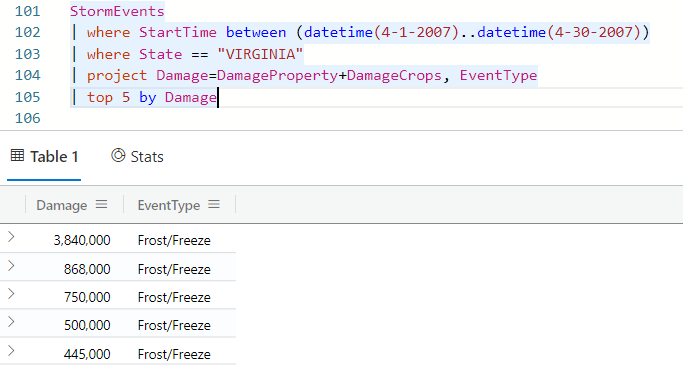 101 StormEvents
102 | where StartTime between (datetime(4-1-2007)..datetime(4-30-2007))
103 | where State == "VIRGINIA"
104 | project Damage=DamageProperty+DamageCrops, EventType
105 | top 5 by Damage
106
Table 1 Stats
Damage EventType
3,840,000 Frost/Freeze
868,000 Frost/Freeze
750,000 Frost/Freeze
500,000 Frost/Freeze
445,000 Frost/Freeze